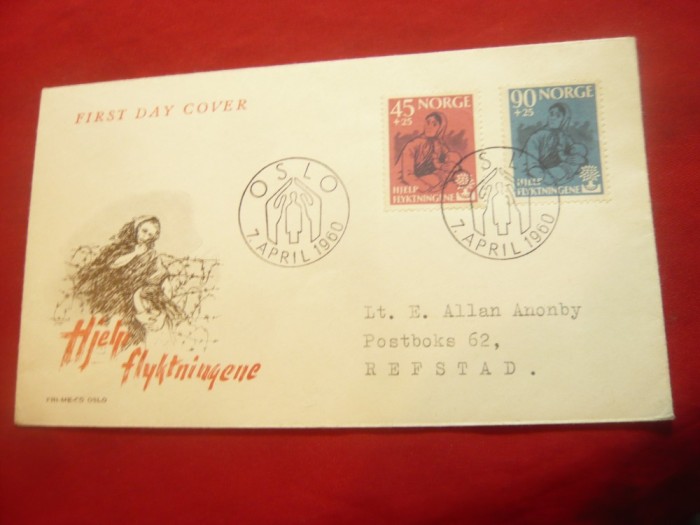 FIRST DAY COVER
45 NORGE
+25
HJELP
FLYKTNINGENE
90 NORGE
+25
HJELP
FLYKTNINGENE
OSLO
7. APRIL 1960
OSLO
7. APRIL 1960
Lt. E. Allan Anonby
Postboks 62,
REFSTAD.
Hjelp
flyktningene
OSLO